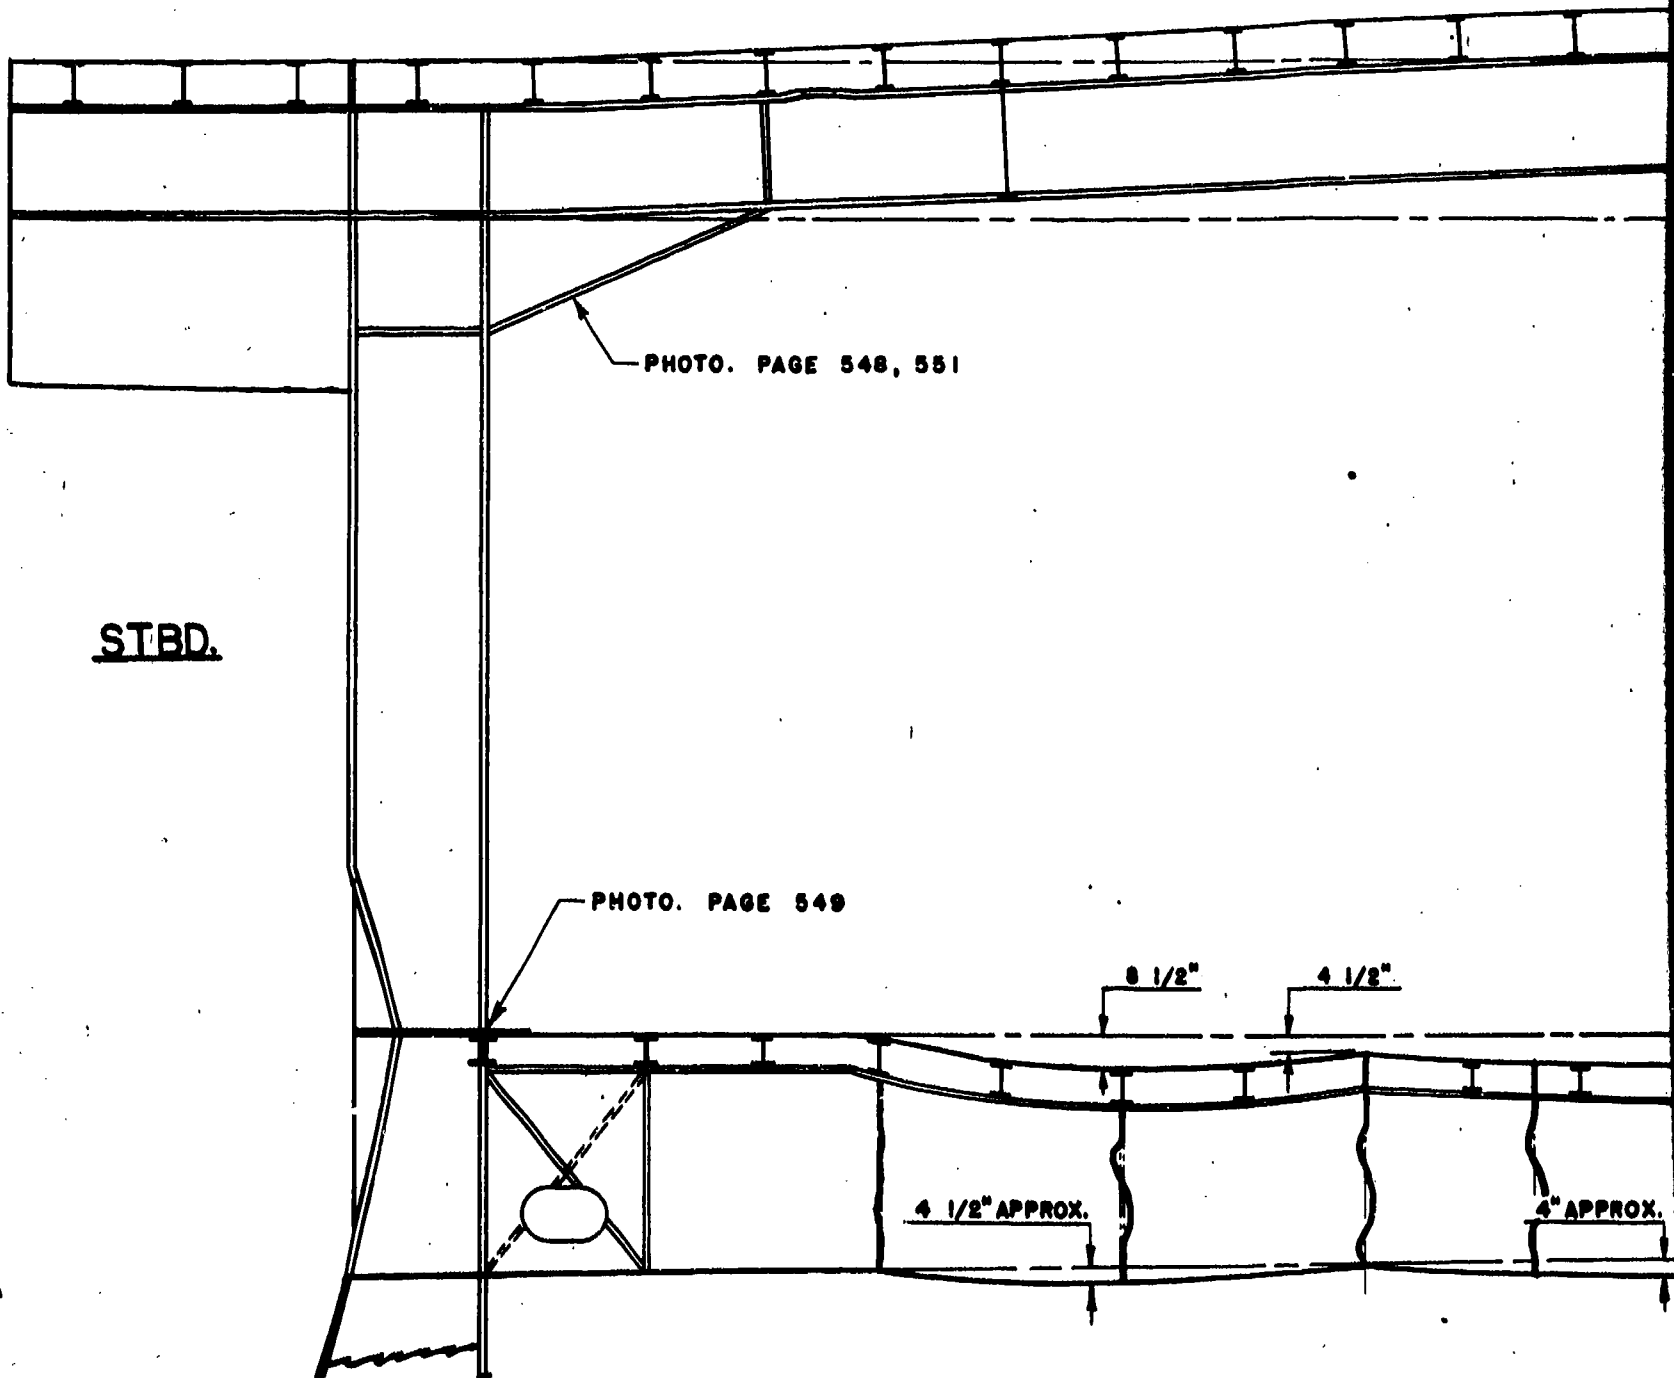 PHOTO. PAGE 548, 551
STBD.
PHOTO. PAGE 549
8 1/2" 4 1/2"
4 1/2" APPROX. 4" APPROX.